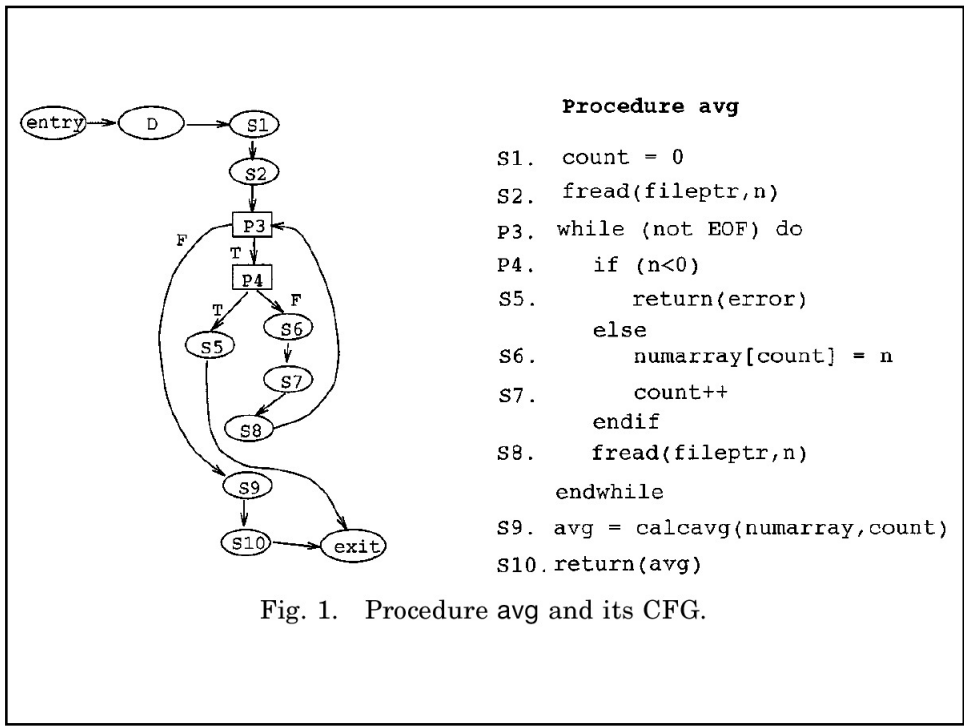 entry
D
S1
S2
P3
F
T
P4
T
F
S5
S6
S7
S8
S9
S10
exit
Procedure avg
S1. count = 0
S2. fread(fileptr,n)
P3. while (not EOF) do
P4. if (n<0)
S5. return(error)
else
S6. numarray[count] = n
S7. count++
endif
S8. fread(fileptr,n)
endwhile
S9. avg = calcavg(numarray,count)
S10. return(avg)
Fig. 1. Procedure avg and its CFG.